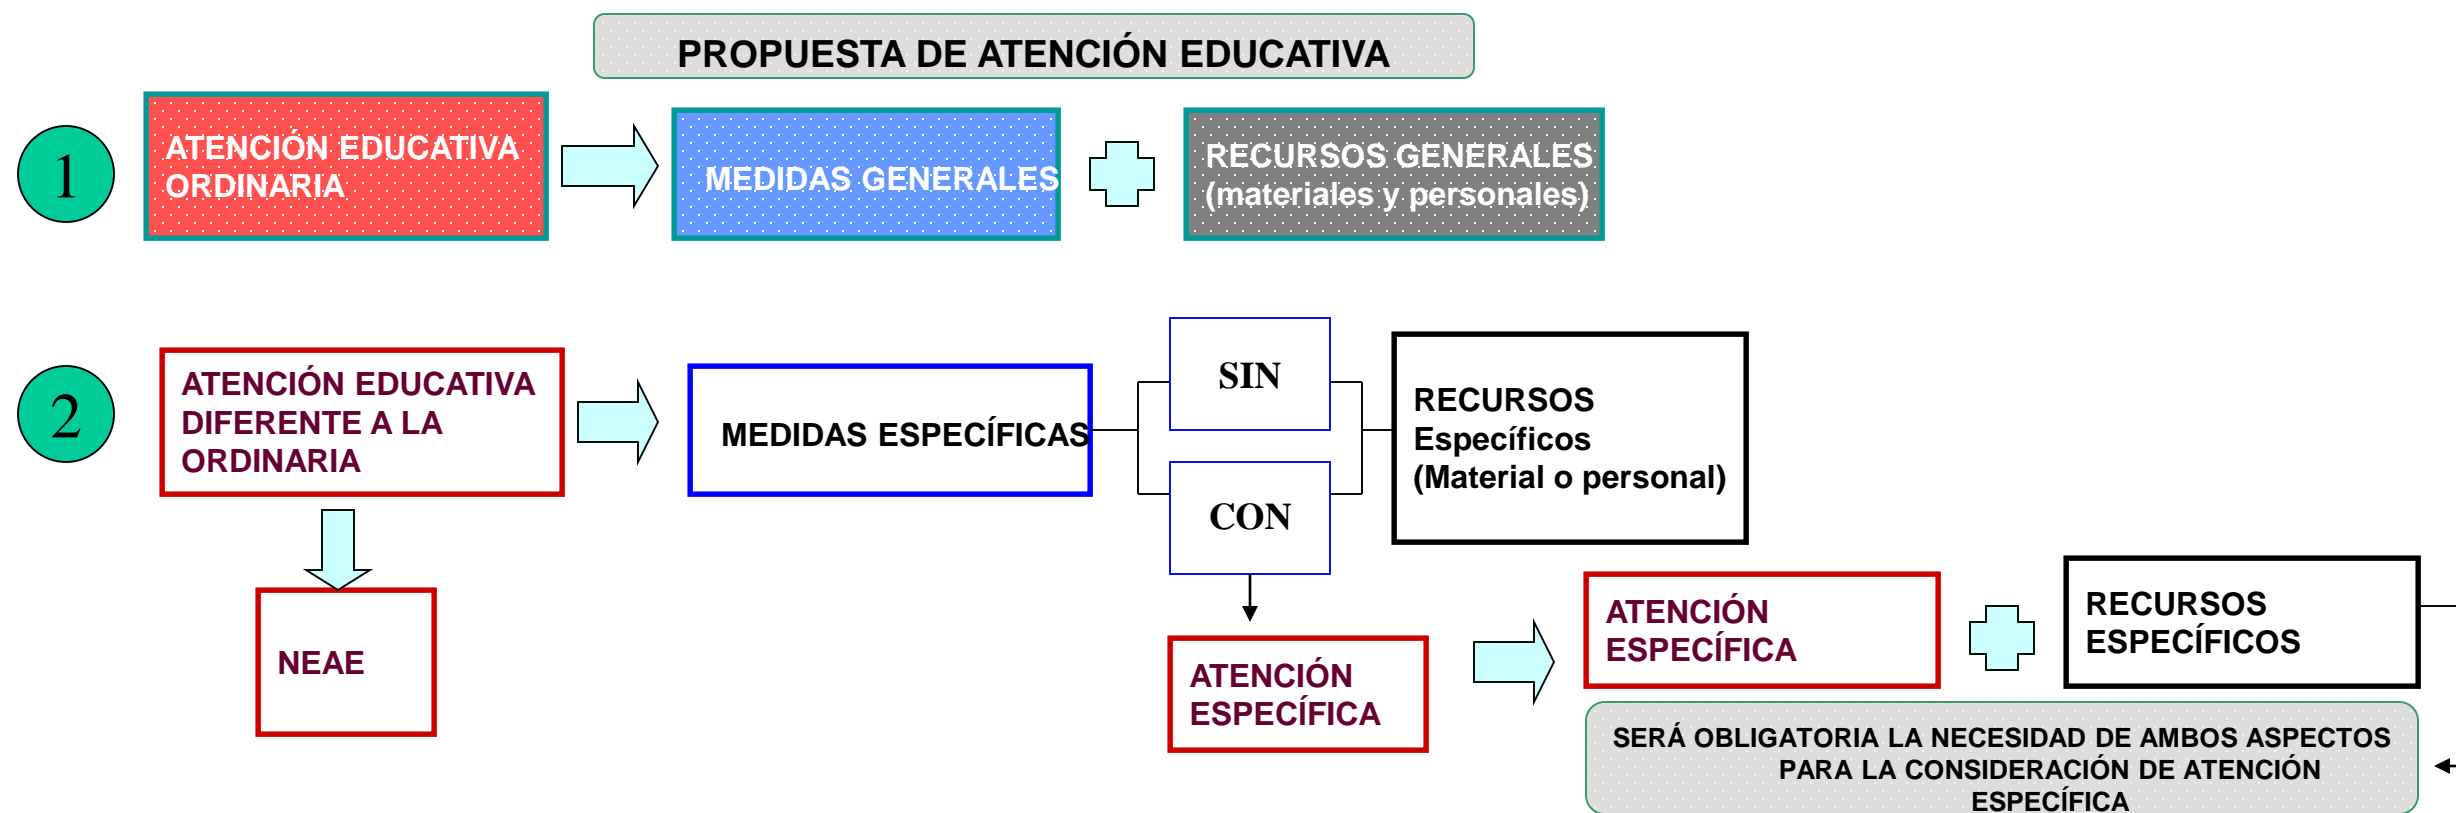 PROPUESTA DE ATENCIÓN EDUCATIVA
1
ATENCIÓN EDUCATIVA
ORDINARIA
MEDIDAS GENERALES
RECURSOS GENERALES
(materiales y personales)
2
ATENCIÓN EDUCATIVA
DIFERENTE A LA
ORDINARIA
MEDIDAS ESPECÍFICAS
SIN
CON
RECURSOS
Específicos
(Material o personal)
NEAE
ATENCIÓN
ESPECÍFICA
ATENCIÓN
ESPECÍFICA
RECURSOS
ESPECÍFICOS
SERÁ OBLIGATORIA LA NECESIDAD DE AMBOS ASPECTOS
PARA LA CONSIDERACIÓN DE ATENCIÓN
ESPECÍFICA